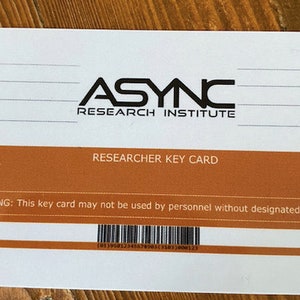 ASYNC
RESEARCH INSTITUTE
RESEARCHER KEY CARD
NG: This key card may not be used by personnel without designated